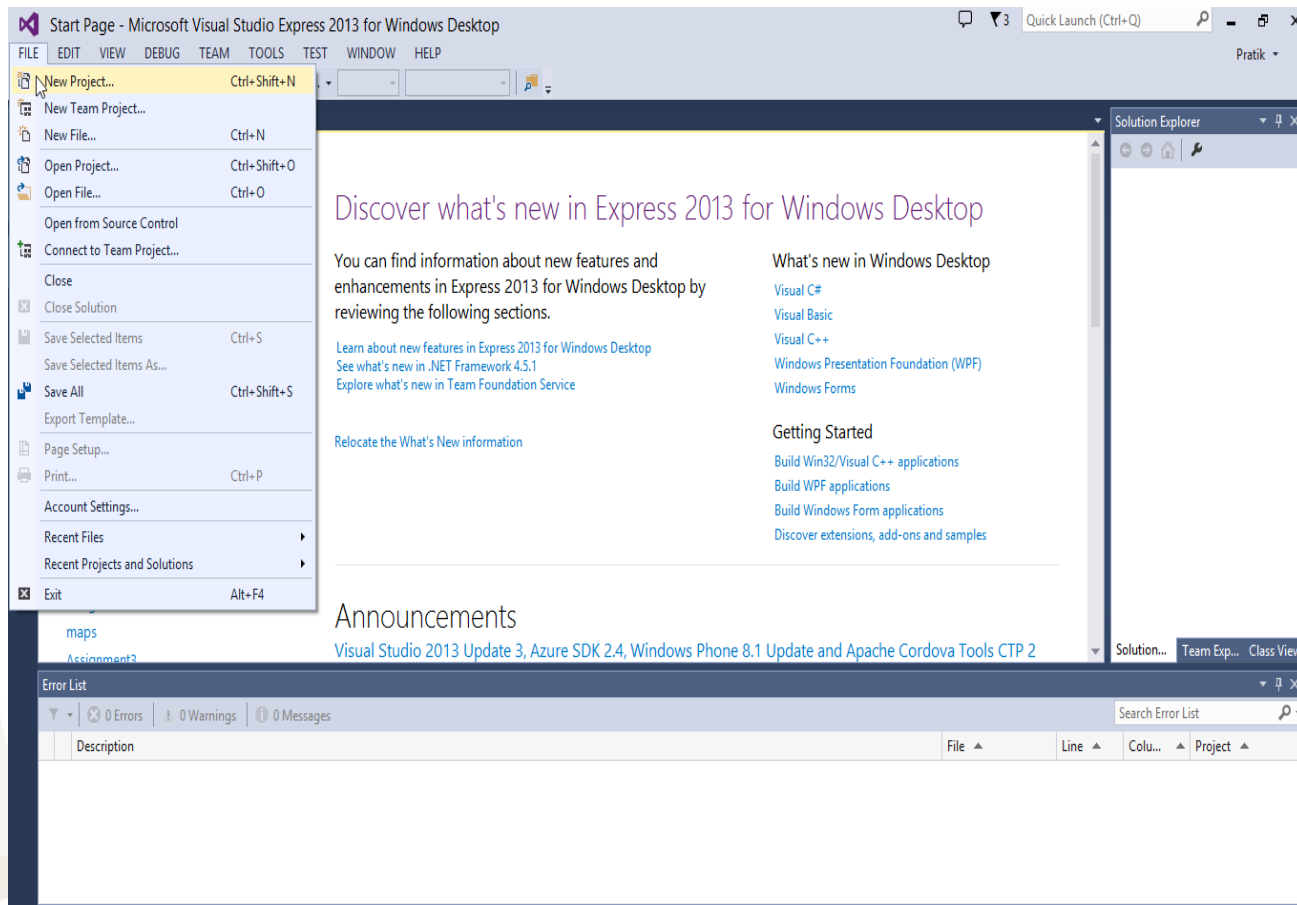 Start Page - Microsoft Visual Studio Express 2013 for Windows Desktop
3 Quick Launch (Ctrl+Q)
FILE EDIT VIEW DEBUG TEAM TOOLS TEST WINDOW HELP
Pratik
New Project... Ctrl+Shift+N
New Team Project...
New File... Ctrl+N
Open Project... Ctrl+Shift+O
Open File... Ctrl+O
Open from Source Control
Connect to Team Project...
Close
Close Solution
Save Selected Items Ctrl+S
Save Selected Items As...
Save All Ctrl+Shift+S
Export Template...
Page Setup...
Print... Ctrl+P
Account Settings...
Recent Files
Recent Projects and Solutions
Exit Alt+F4
maps
Assignment3
Discover what's new in Express 2013 for Windows Desktop
You can find information about new features and
enhancements in Express 2013 for Windows Desktop by
reviewing the following sections.
Learn about new features in Express 2013 for Windows Desktop
See what's new in .NET Framework 4.5.1
Explore what's new in Team Foundation Service
Relocate the What's New information
What's new in Windows Desktop
Visual C#
Visual Basic
Visual C++
Windows Presentation Foundation (WPF)
Windows Forms
Getting Started
Build Win32/Visual C++ applications
Build WPF applications
Build Windows Form applications
Discover extensions, add-ons and samples
Announcements
Visual Studio 2013 Update 3, Azure SDK 2.4, Windows Phone 8.1 Update and Apache Cordova Tools CTP 2
Solution Explorer
Solution... Team Exp... Class View
Error List
0 Errors 0 Warnings 0 Messages
Search Error List
Description File Line Colu... Project